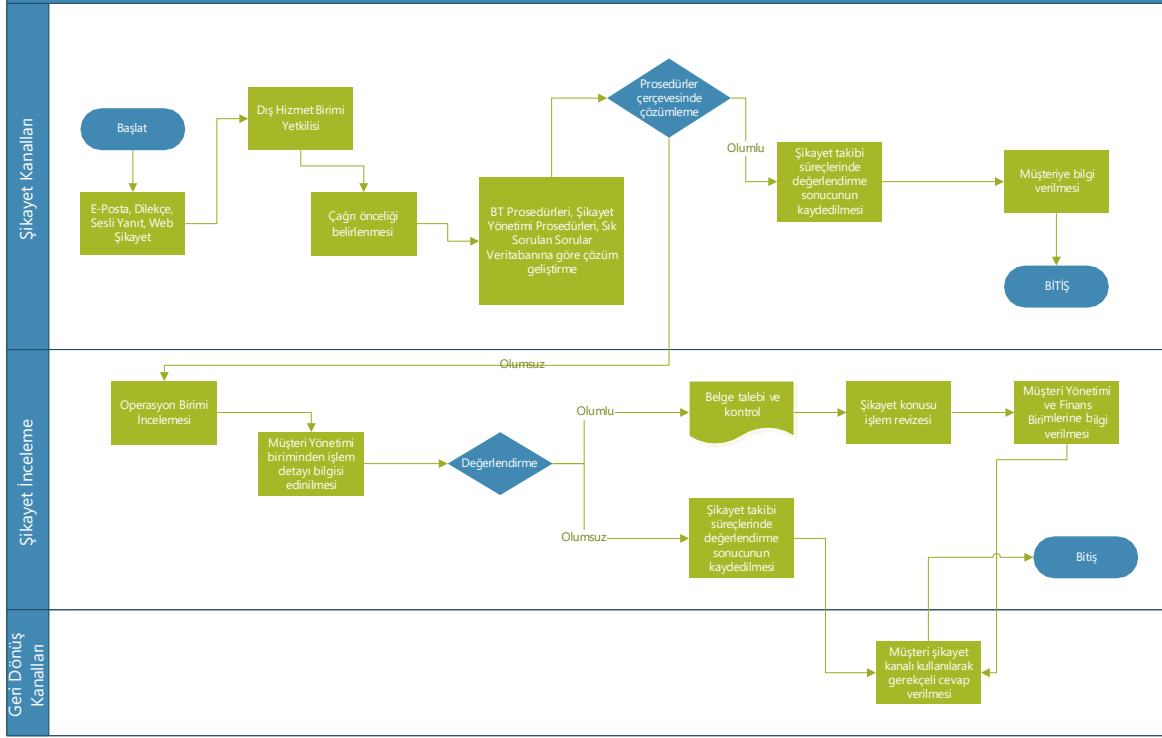 Şikayet Kanalları
Başlat
E-Posta, Dilekçe,
Sesli Yanıt, Web
Şikayet
Dış Hizmet Birimi
Yetkilisi
Çağrı önceliği
belirlenmesi
BT Prosedürleri, Şikayet
Yönetimi Prosedürleri, Sık
Sorulan Sorular
Veritabanına göre çözüm
geliştirme
Prosedürler
çerçevesinde
çözümleme
Olumlu
Şikayet takibi
süreçlerinde
değerlendirme
sonucunun
kaydedilmesi
Müşteriye bilgi
verilmesi
BİTİŞ
Olumsuz
Şikayet İnceleme
Operasyon Birimi
İncelemesi
Müşteri Yönetimi
biriminden işlem
detayı bilgisi
edinilmesi
Değerlendirme
Olumlu
Belge talebi ve
kontrol
Şikayet konusu
işlem revizesi
Müşteri Yönetimi
ve Finans
Birimlerine bilgi
verilmesi
Olumsuz
Şikayet takibi
süreçlerinde
değerlendirme
sonucunun
kaydedilmesi
Bitiş
Geri Dönüş
Kanalları
Müşteri şikayet
kanalı kullanılarak
gerekçeli cevap
verilmesi